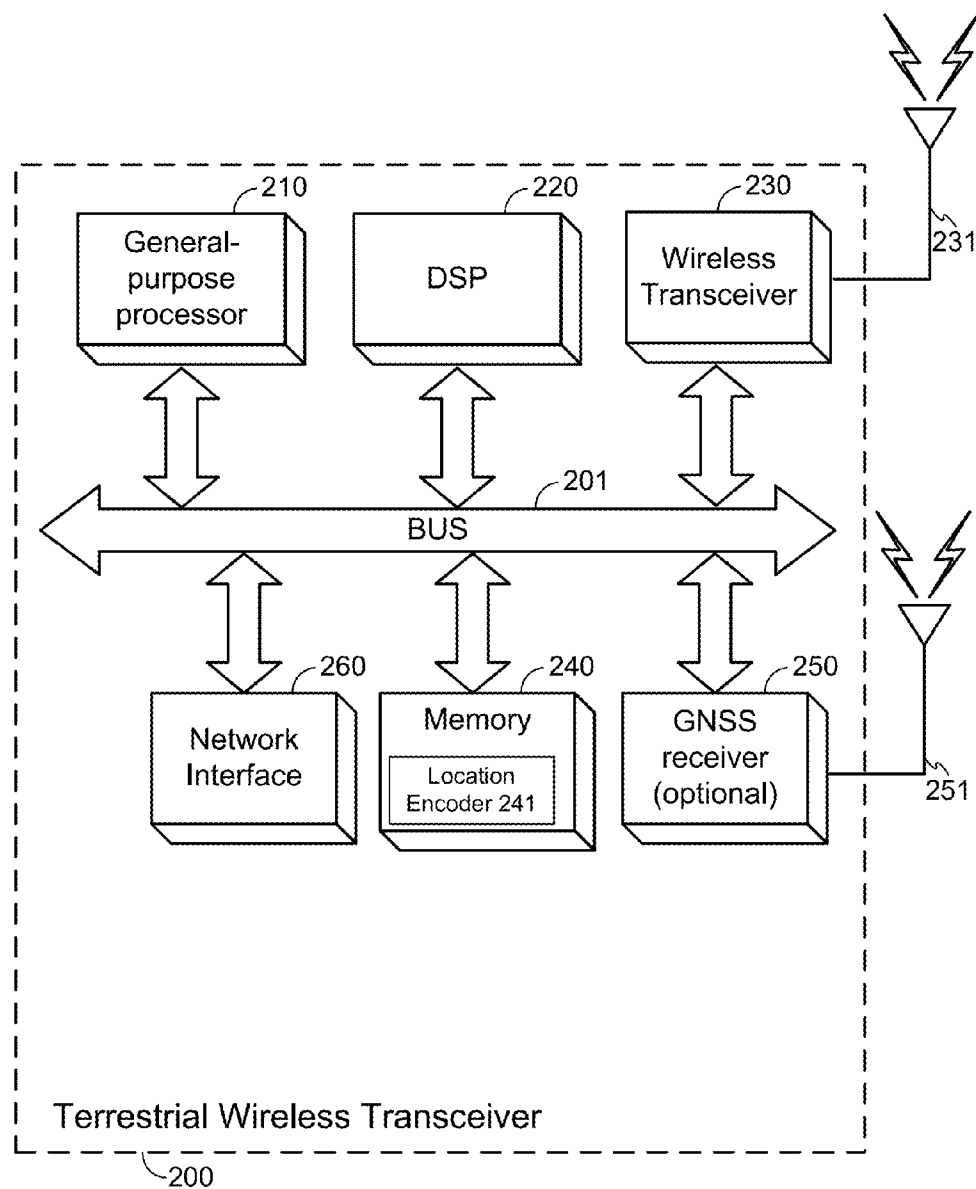 210
220
230
General-
purpose
processor
DSP
Wireless
Transceiver
231
201
BUS
260
240
250
Network
Interface
Memory
Location
Encoder 241
GNSS
receiver
(optional)
251
Terrestrial Wireless Transceiver
200